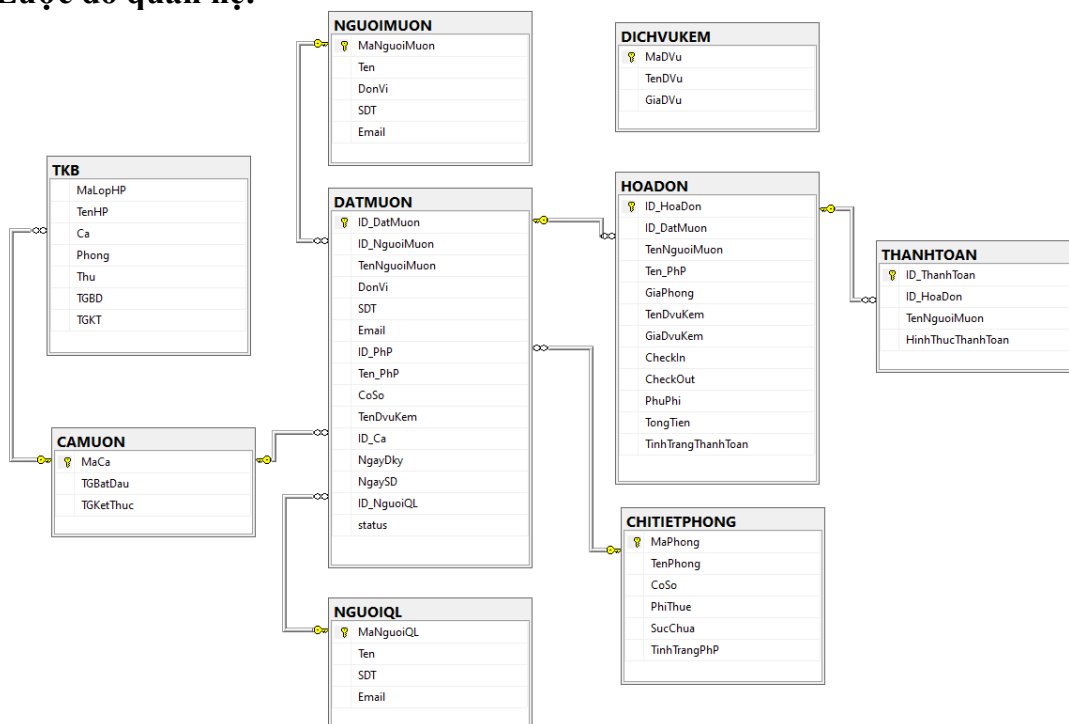 Lược đồ quan hệ:
NGUOIMUON
MaNguoiMuon
Ten
DonVi
SDT
Email
DICHVUKEM
MaDVu
TenDVu
GiaDVu
TKB
MaLopHP
TenHP
Ca
Phong
Thu
TGBD
TGKT
DATMUON
ID_DatMuon
ID_NguoiMuon
TenNguoiMuon
DonVi
SDT
Email
ID_PhP
Ten_PhP
CoSo
TenDvuKem
ID_Ca
NgayDky
NgaySD
ID_NguoiQL
status
HOADON
ID_HoaDon
ID_DatMuon
TenNguoiMuon
Ten_PhP
GiaPhong
TenDvuKem
GiaDvuKem
CheckIn
CheckOut
PhuPhi
TongTien
TinhTrangThanhToan
THANHTOAN
ID_ThanhToan
ID_HoaDon
TenNguoiMuon
HinhThucThanhToan
CAMUON
MaCa
TGBatDau
TGKetThuc
CHITIETPHONG
MaPhong
TenPhong
CoSo
PhiThue
SucChua
TinhTrangPhP
NGUOIQL
MaNguoiQL
Ten
SDT
Email